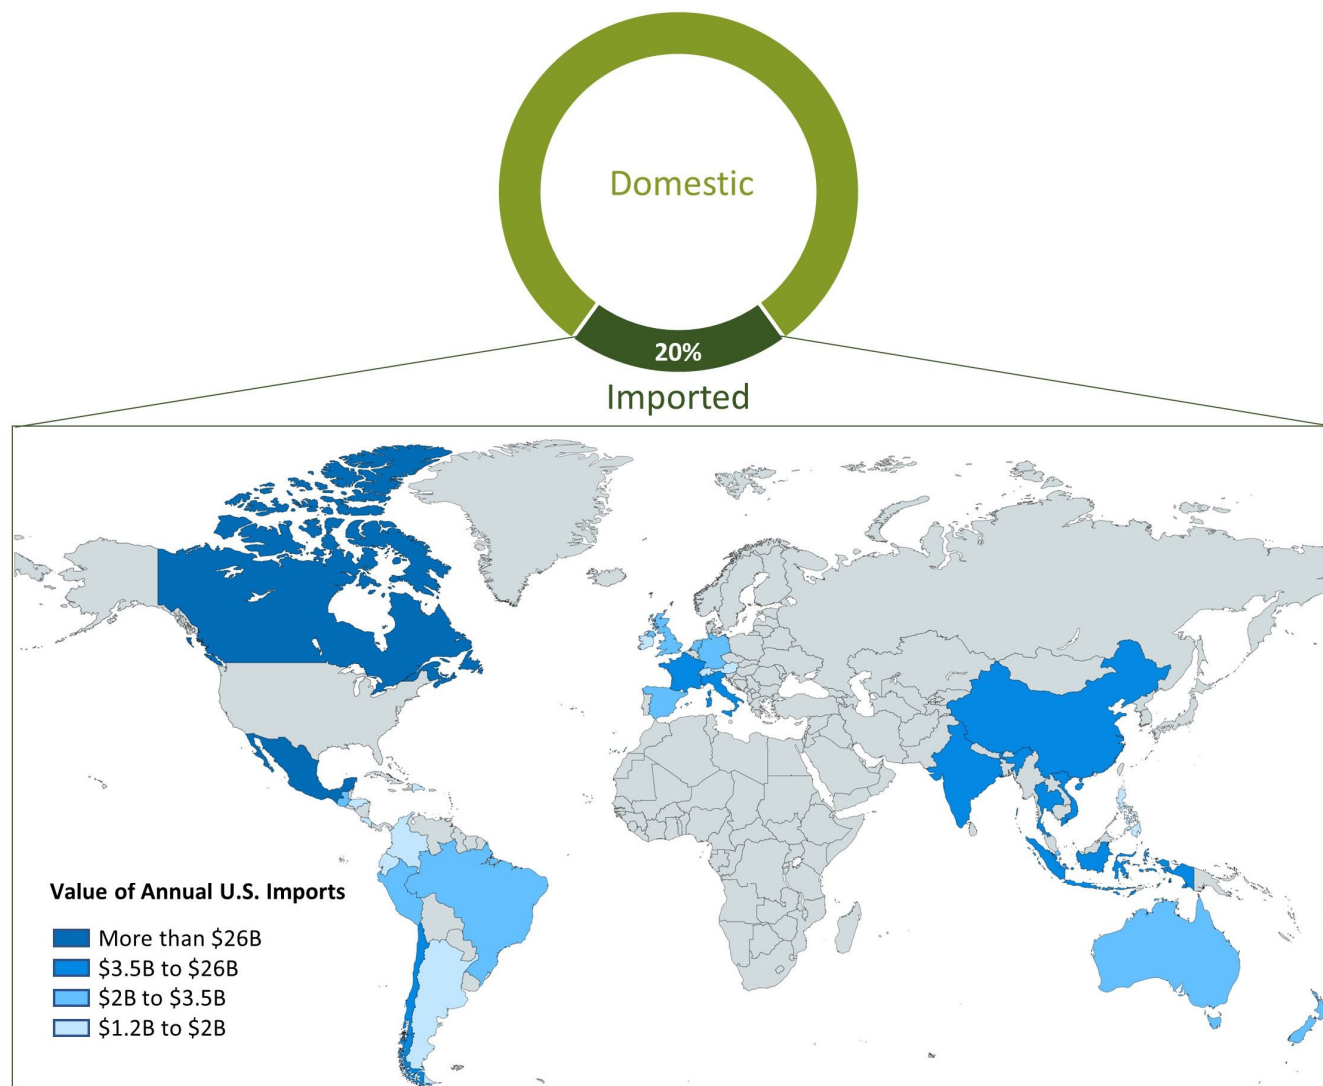 Domestic
20%
Imported
Value of Annual U.S. Imports
More than $26B
$3.5B to $26B
$2B to $3.5B
$1.2B to $2B